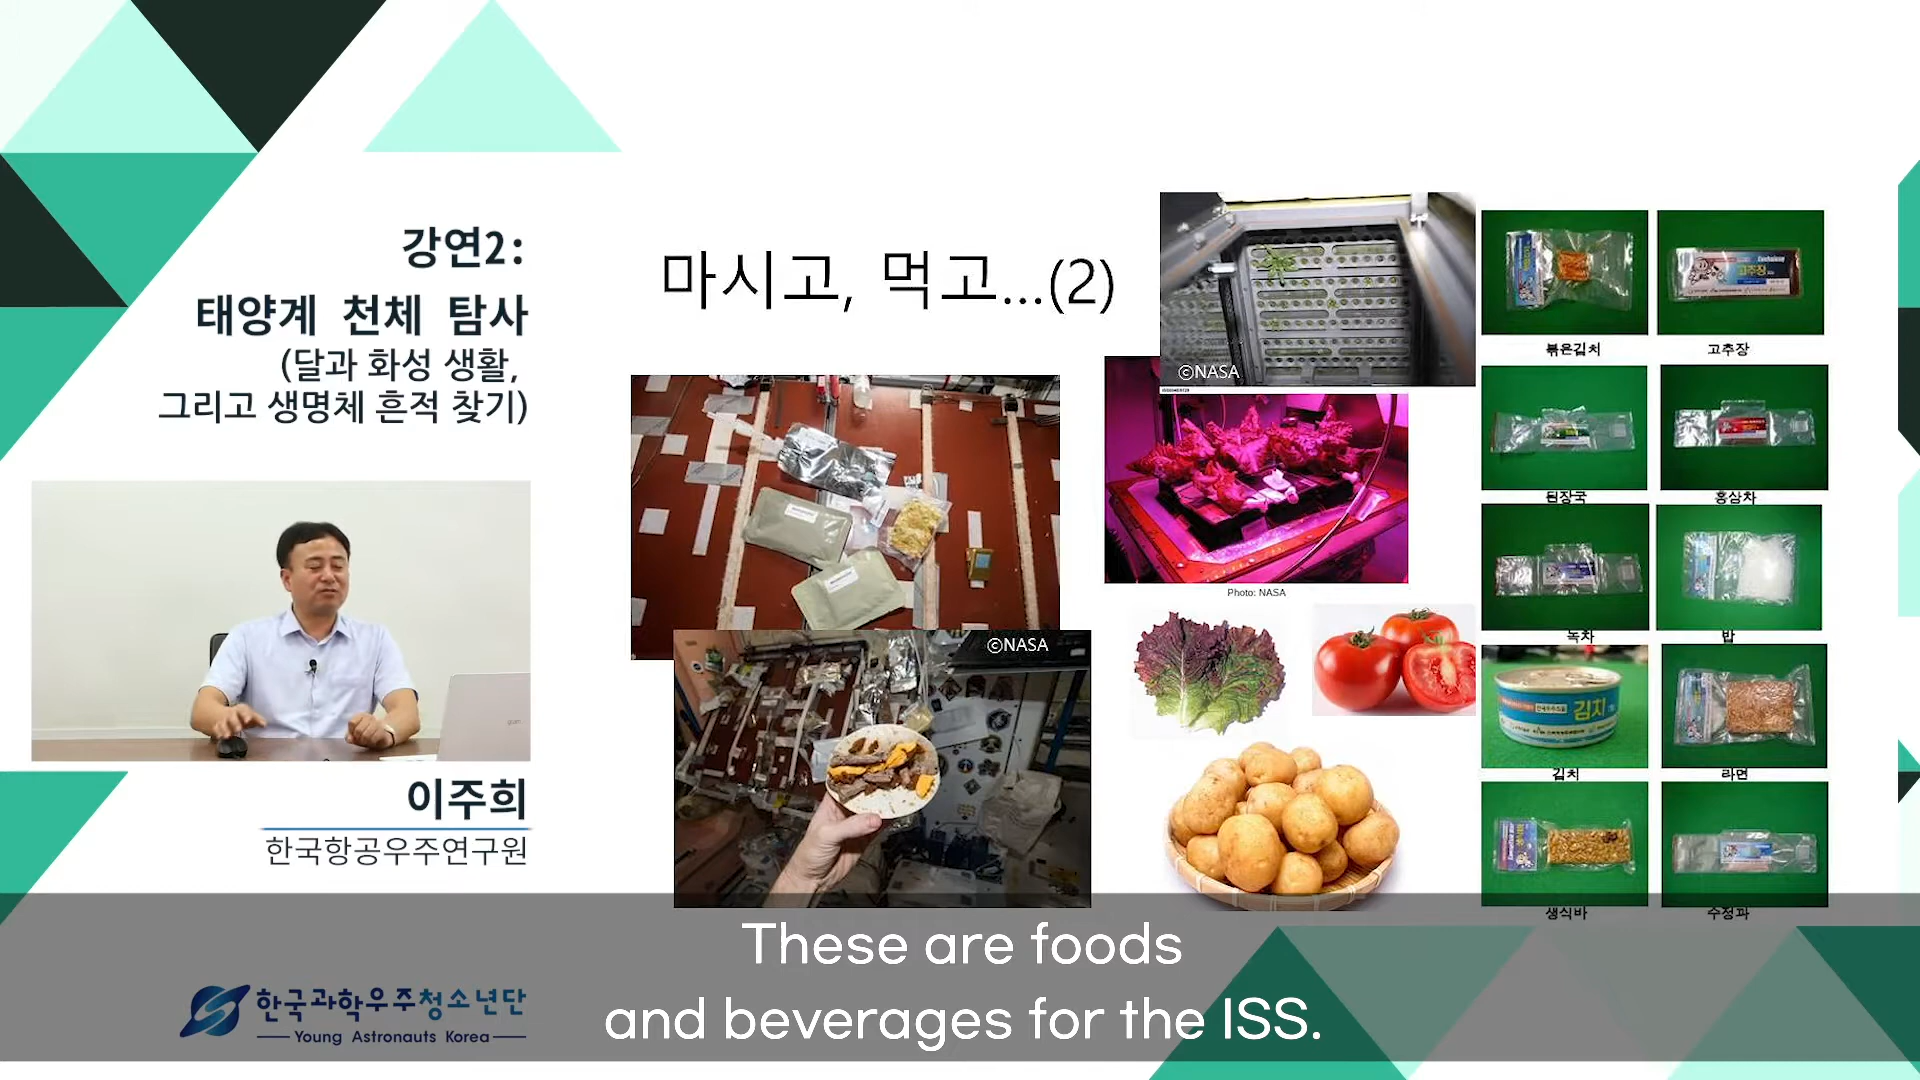 강연2:
태양계 천체 탐사
(달과 화성 생활,
그리고 생명체 흔적 찾기)
이주희
한국항공우주연구원
한국과학우주청소년단
Young Astronauts Korea
마시고, 먹고...(2)
©NASA
©NASA
Photo: NASA
볶은김치
고추장
고추장
된장국
홍삼차
녹차
밥
김치
김치
라면
생식바
수정과
These are foods
and beverages for the ISS.